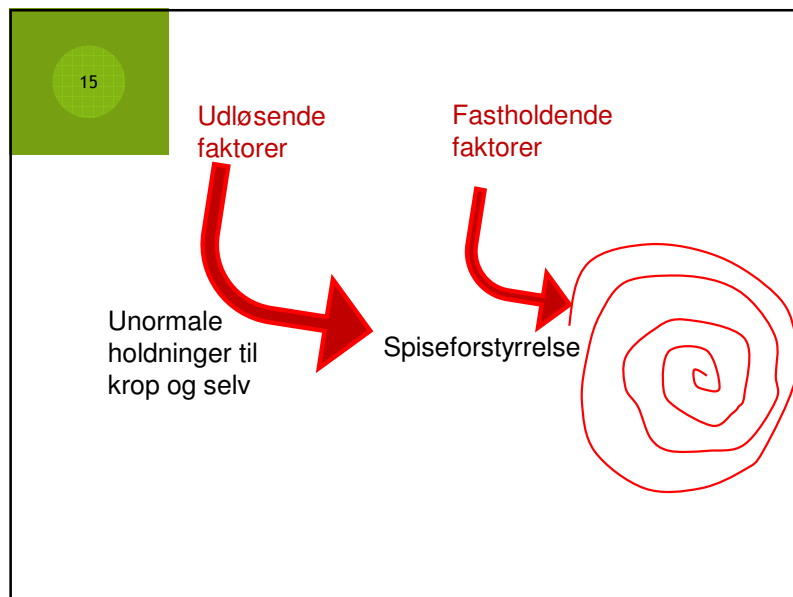 15
Udløsende
faktorer
Fastholdende
faktorer
Unormale
holdninger til
krop og selv
Spiseforstyrrelse